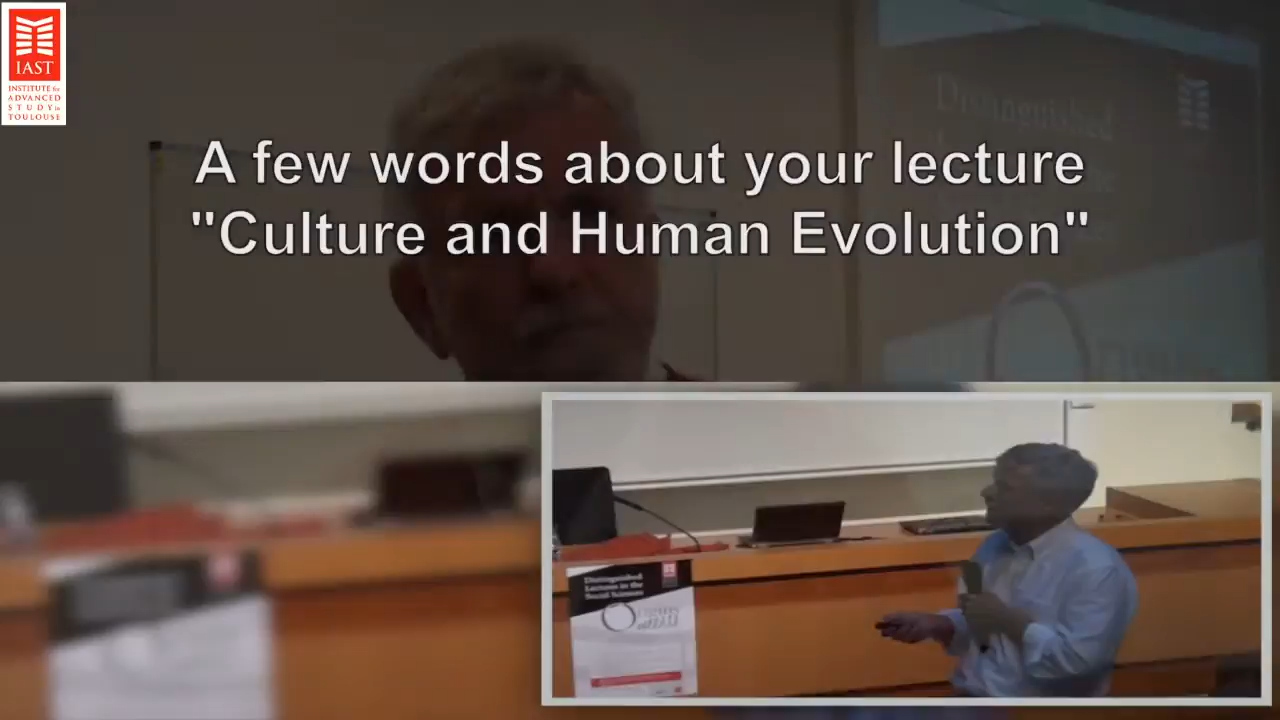 IAST
INSTITUTE for
ADVANCED
STUDY in
TOULOUSE
Distinguished
A few words about your lecture
"Culture and Human Evolution"
Distinguished
Lectures in the
Social Sciences